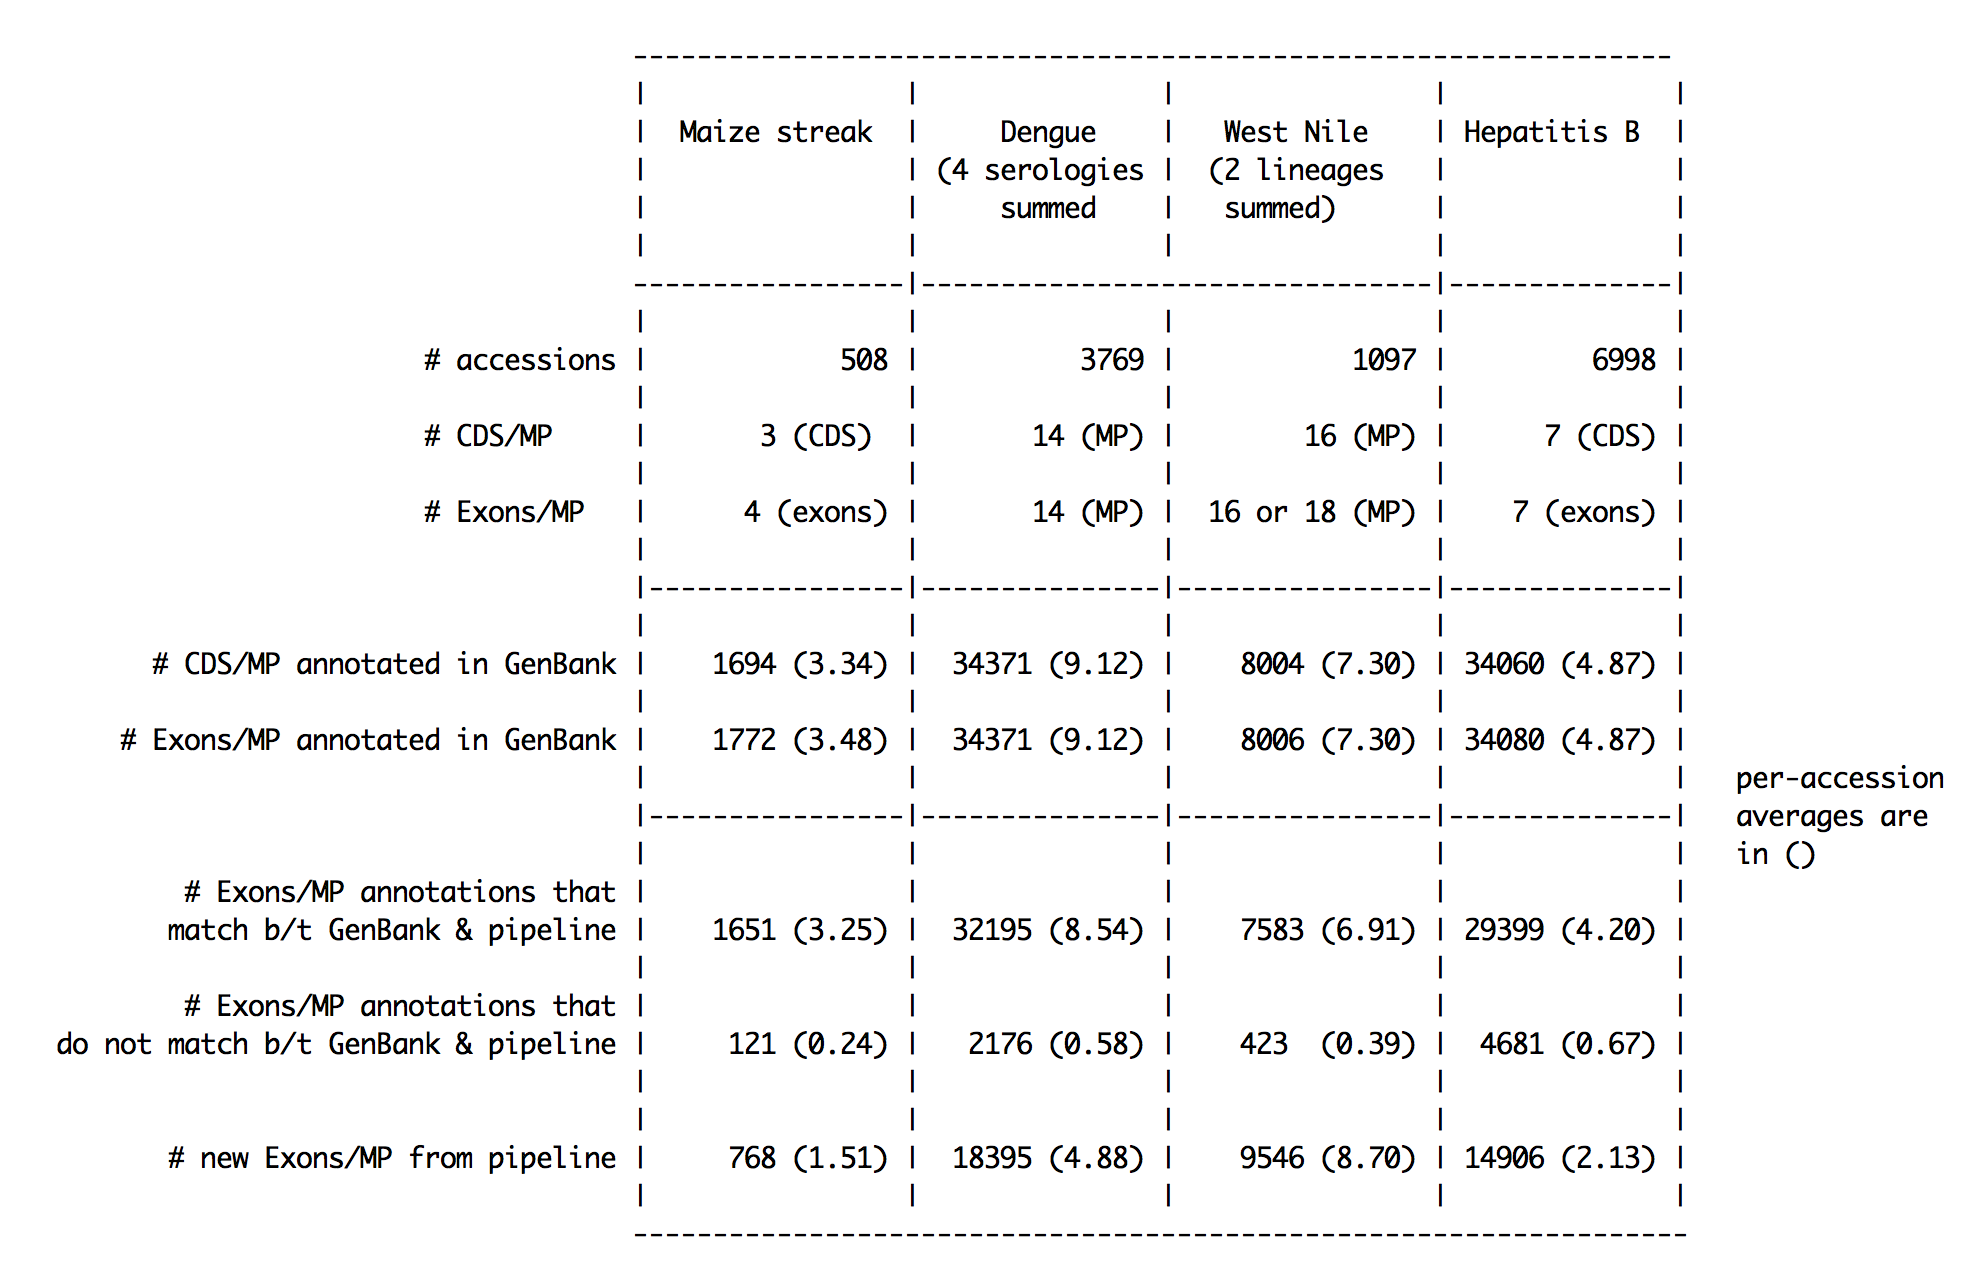 -----------------------------------------------------------------
| | | | |
| Maize streak | Dengue | West Nile | Hepatitis B |
| | (4 serologies | (2 lineages | |
| | summed | summed) | |
| | | | |
-----------------|--------------------------------|--------------|
| | | | |
# accessions | 508 | 3769 | 1097 | 6998 |
| | | | |
# CDS/MP | 3 (CDS) | 14 (MP) | 16 (MP) | 7 (CDS) |
| | | | |
# Exons/MP | 4 (exons) | 14 (MP) | 16 or 18 (MP) | 7 (exons) |
| | | | |
|----------------|---------------|----------------|--------------|
| | | | |
# CDS/MP annotated in GenBank | 1694 (3.34) | 34371 (9.12) | 8004 (7.30) | 34060 (4.87) |
| | | | |
# Exons/MP annotated in GenBank | 1772 (3.48) | 34371 (9.12) | 8006 (7.30) | 34080 (4.87) |
| | | | | per-accession
|----------------|---------------|----------------|--------------| averages are
| | | | | in ()
# Exons/MP annotations that | | | | |
match b/t GenBank & pipeline | 1651 (3.25) | 32195 (8.54) | 7583 (6.91) | 29399 (4.20) |
| | | | |
# Exons/MP annotations that | | | | |
do not match b/t GenBank & pipeline | 121 (0.24) | 2176 (0.58) | 423 (0.39) | 4681 (0.67) |
| | | | |
| | | | |
# new Exons/MP from pipeline | 768 (1.51) | 18395 (4.88) | 9546 (8.70) | 14906 (2.13) |
| | | | |
------------------------------------------------------------------